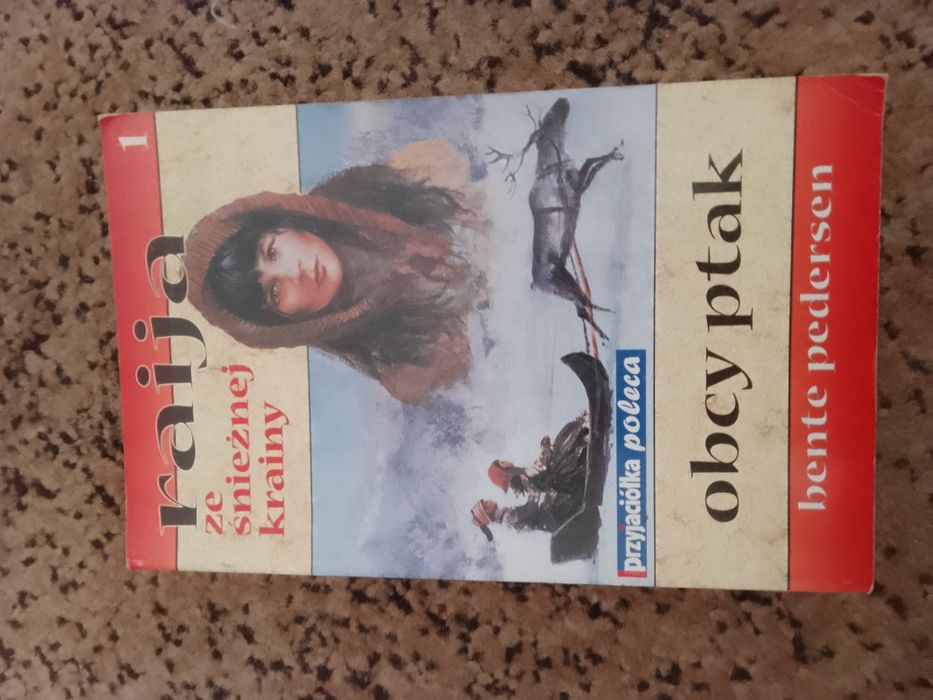 1
raija
ze
śnieżnej
krainy
przyjaciółka poleca
obcy ptak
bente pedersen